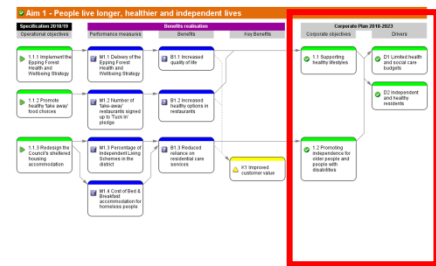 Aim 1 - People live longer, healthier and independent lives
Specification 2018/19
Benefits realisation
Corporate Plan 2018-2023
Operational objectives
Performance measures
Benefits
Key Benefits
Corporate objectives
Drivers
1.1.1 Implement the
Epping Forest
Health and
Wellbeing Strategy
M1.1 Delivery of the
Epping Forest
Health and
Wellbeing Strategy
B1.1 Increased
quality of life
1.1 Supporting
healthy lifestyles
D1 Limited health
and social care
budgets
1.1.2 Promote
healthy 'take away'
food choices
M1.2 Number of
'Take-away'
restaurants signed
up to 'Tuck In'
pledge
B1.2 Increased
healthy options in
restaurants
D2 Independent
and healthy
residents
1.1.3 Redesign the
Council's sheltered
housing
accommodation
M1.3 Percentage of
Independent Living
Schemes in the
district
B1.3 Reduced
reliance on
residential care
services
K1 Improved
customer value
1.2 Promoting
independence for
older people and
people with
disabilities
M1.4 Cost of Bed &
Breakfast
accommodation for
homeless people